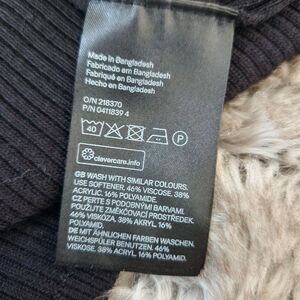 Made in Bangladesh
Fabricado em Bangladesh
Fabriqué en Bangladesh
Hecho en Bangladesh
O/N 218370
P/N 0411839 4
40
P
clevercare.info
GB WASH WITH SIMILAR COLOURS.
USE SOFTENER. 46% VISCOSE. 38%
ACRYLIC. 16% POLYAMIDE.
CZ PERTE S PODOBNÝMI BARVAMI.
POUŽIJTE ZMĚKČOVACÍ PROSTŘEDEK.
46% VISKÓZA. 38% AKRYL. 16%
POLYAMID.
DE MIT ÄHNLICHEN FARBEN WASCHEN.
WEICHSPÜLER BENUTZEN. 46%
VISKOSE. 38% ACRYL. 16%
POLYAMID.